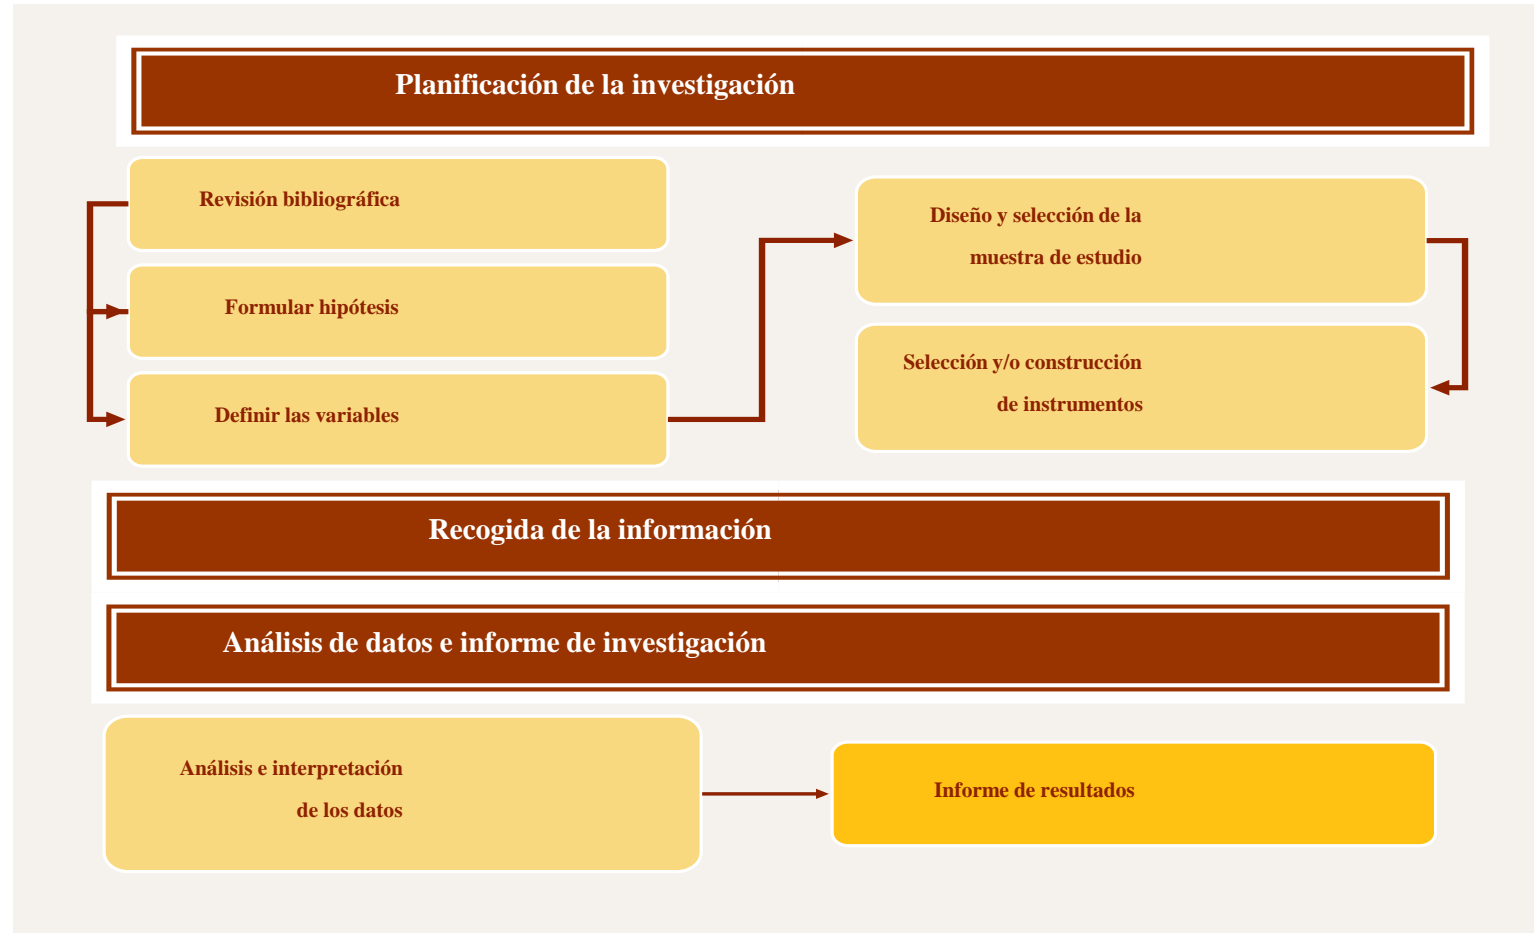 Planificación de la investigación
Revisión bibliográfica
Formular hipótesis
Definir las variables
Diseño y selección de la
muestra de estudio
Selección y/o construcción
de instrumentos
Recogida de la información
Análisis de datos e informe de investigación
Análisis e interpretación
de los datos
Informe de resultados